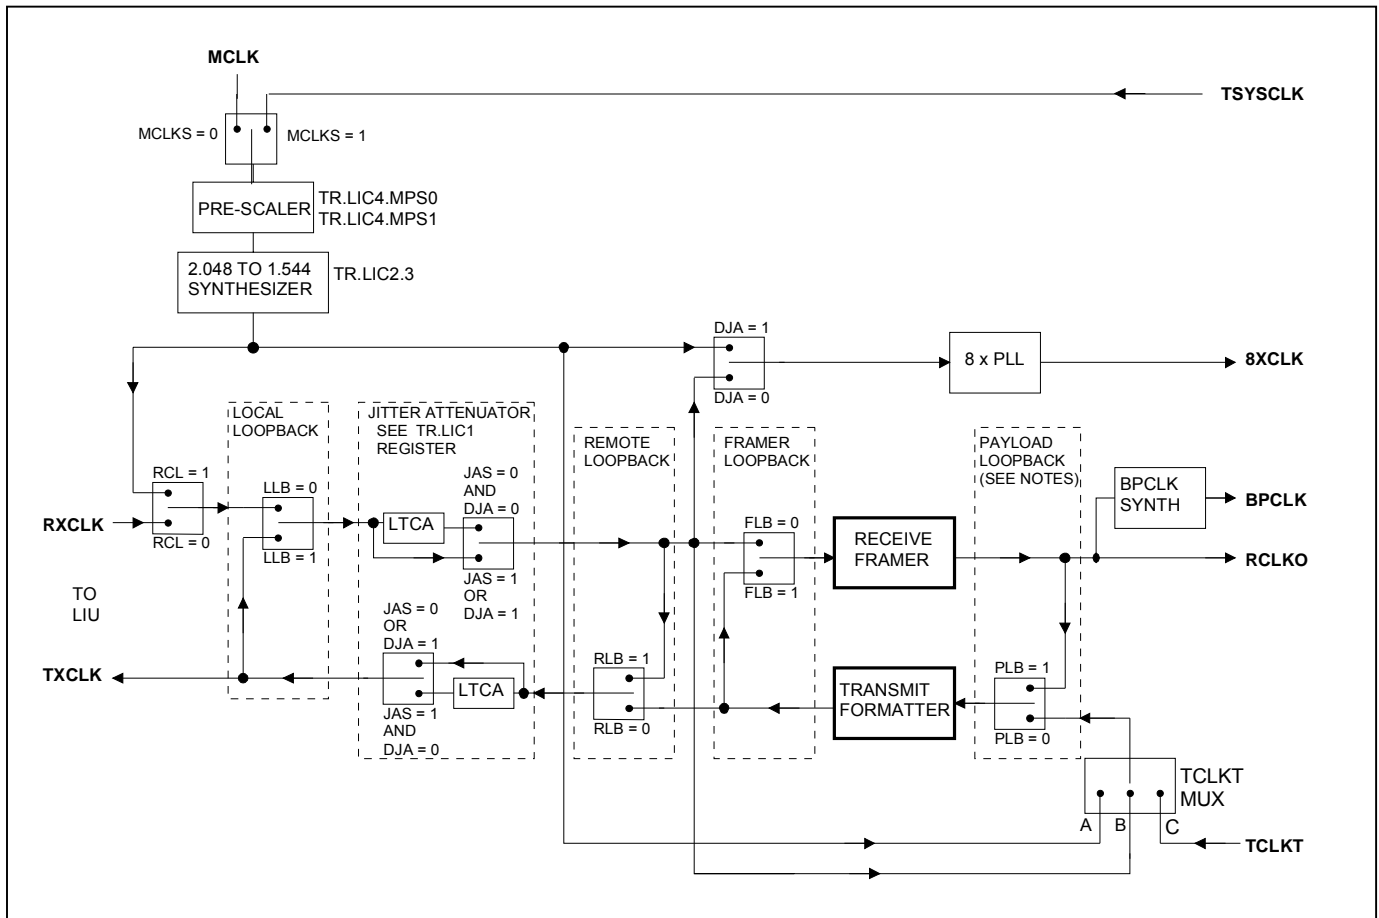 MCLK
TSYSCLK
MCLKS = 0
MCLKS = 1
PRE-SCALER
TR.LIC4.MPS0
TR.LIC4.MPS1
2.048 TO 1.544
SYNTHESIZER
TR.LIC2.3
DJA = 1
8 x PLL
8XCLK
DJA = 0
LOCAL
LOOPBACK
JITTER ATTENUATOR
SEE TR.LIC1
REGISTER
REMOTE
LOOPBACK
FRAMER
LOOPBACK
PAYLOAD
LOOPBACK
(SEE NOTES)
RCL = 1
LLB = 0
JAS = 0
AND
DJA = 0
BPCLK
SYNTH
BPCLK
RXCLK
LTCA
FLB = 0
RECEIVE
FRAMER
RCLKO
RCL = 0
LLB = 1
JAS = 1
OR
DJA = 1
FLB = 1
TO
LIU
JAS = 0
OR
DJA = 1
RLB = 1
PLB = 1
TXCLK
LTCA
TRANSMIT
FORMATTER
JAS = 1
AND
DJA = 0
RLB = 0
PLB = 0
TCLKT
MUX
A
B
C
TCLKT